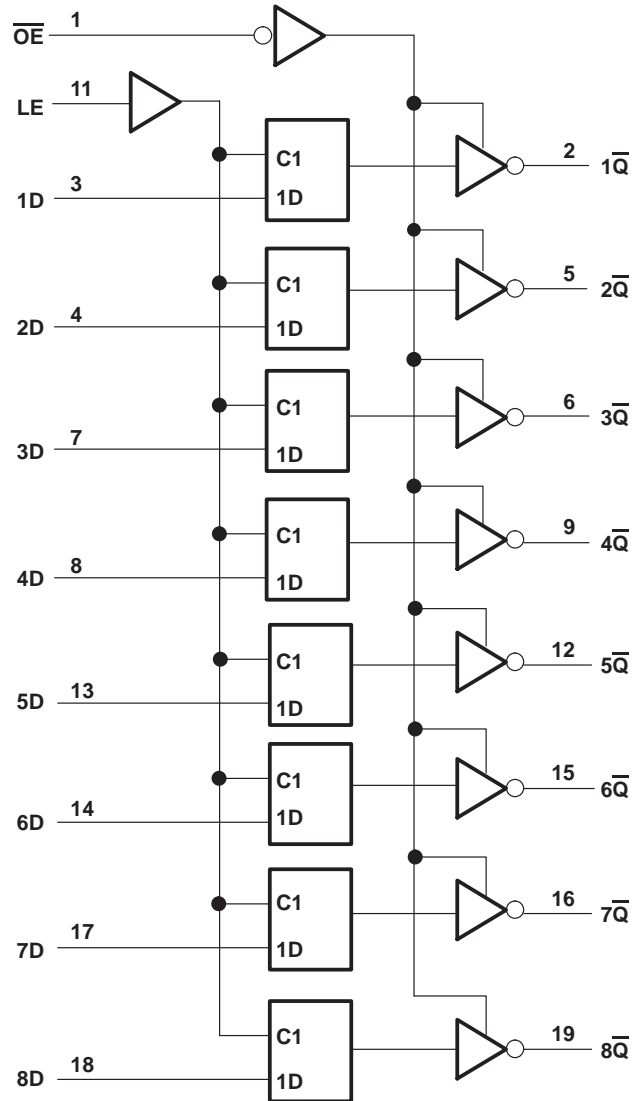 O̅E̅ 1
LE 11
C1
1D 3 1D 2 1Q̅
C1
2D 4 1D 5 2Q̅
C1
3D 7 1D 6 3Q̅
C1
4D 8 1D 9 4Q̅
C1
5D 13 1D 12 5Q̅
C1
6D 14 1D 15 6Q̅
C1
7D 17 1D 16 7Q̅
C1
8D 18 1D 19 8Q̅